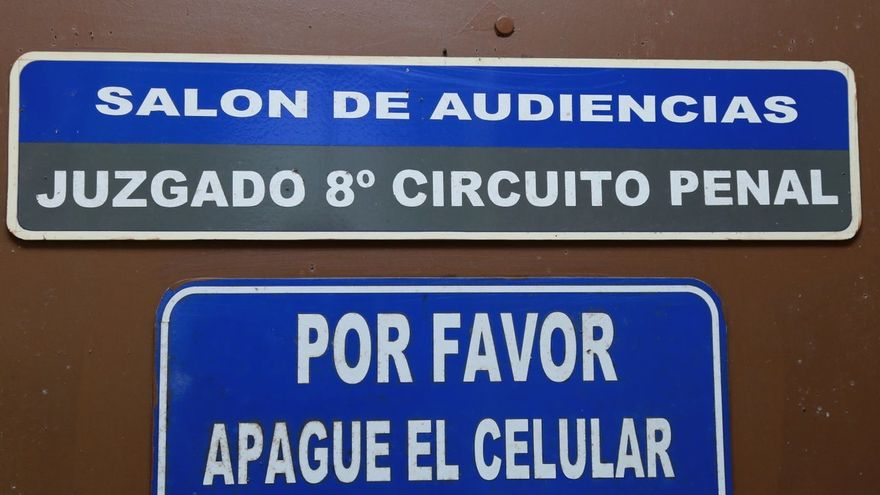 SALON DE AUDIENCIAS
JUZGADO 8º CIRCUITO PENAL
POR FAVOR
APAGUE EL CELULAR